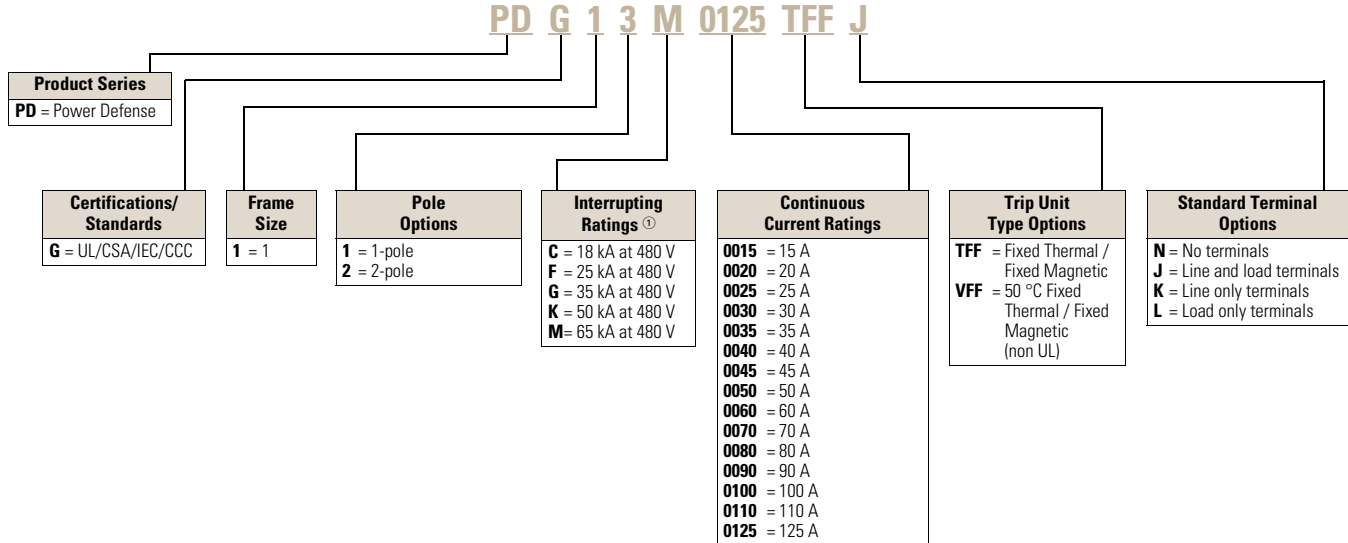 PD G 1 3 M 0125 TFF J
Product Series
PD = Power Defense
Certifications/
Standards
G = UL/CSA/IEC/CCC
Frame
Size
1 = 1
Pole
Options
1 = 1-pole
2 = 2-pole
Interrupting
Ratings ①
C = 18 kA at 480 V
F = 25 kA at 480 V
G = 35 kA at 480 V
K = 50 kA at 480 V
M= 65 kA at 480 V
Continuous
Current Ratings
0015 = 15 A
0020 = 20 A
0025 = 25 A
0030 = 30 A
0035 = 35 A
0040 = 40 A
0045 = 45 A
0050 = 50 A
0060 = 60 A
0070 = 70 A
0080 = 80 A
0090 = 90 A
0100 = 100 A
0110 = 110 A
0125 = 125 A
Trip Unit
Type Options
TFF = Fixed Thermal /
Fixed Magnetic
VFF = 50 °C Fixed
Thermal / Fixed
Magnetic
(non UL)
Standard Terminal
Options
N = No terminals
J = Line and load terminals
K = Line only terminals
L = Load only terminals